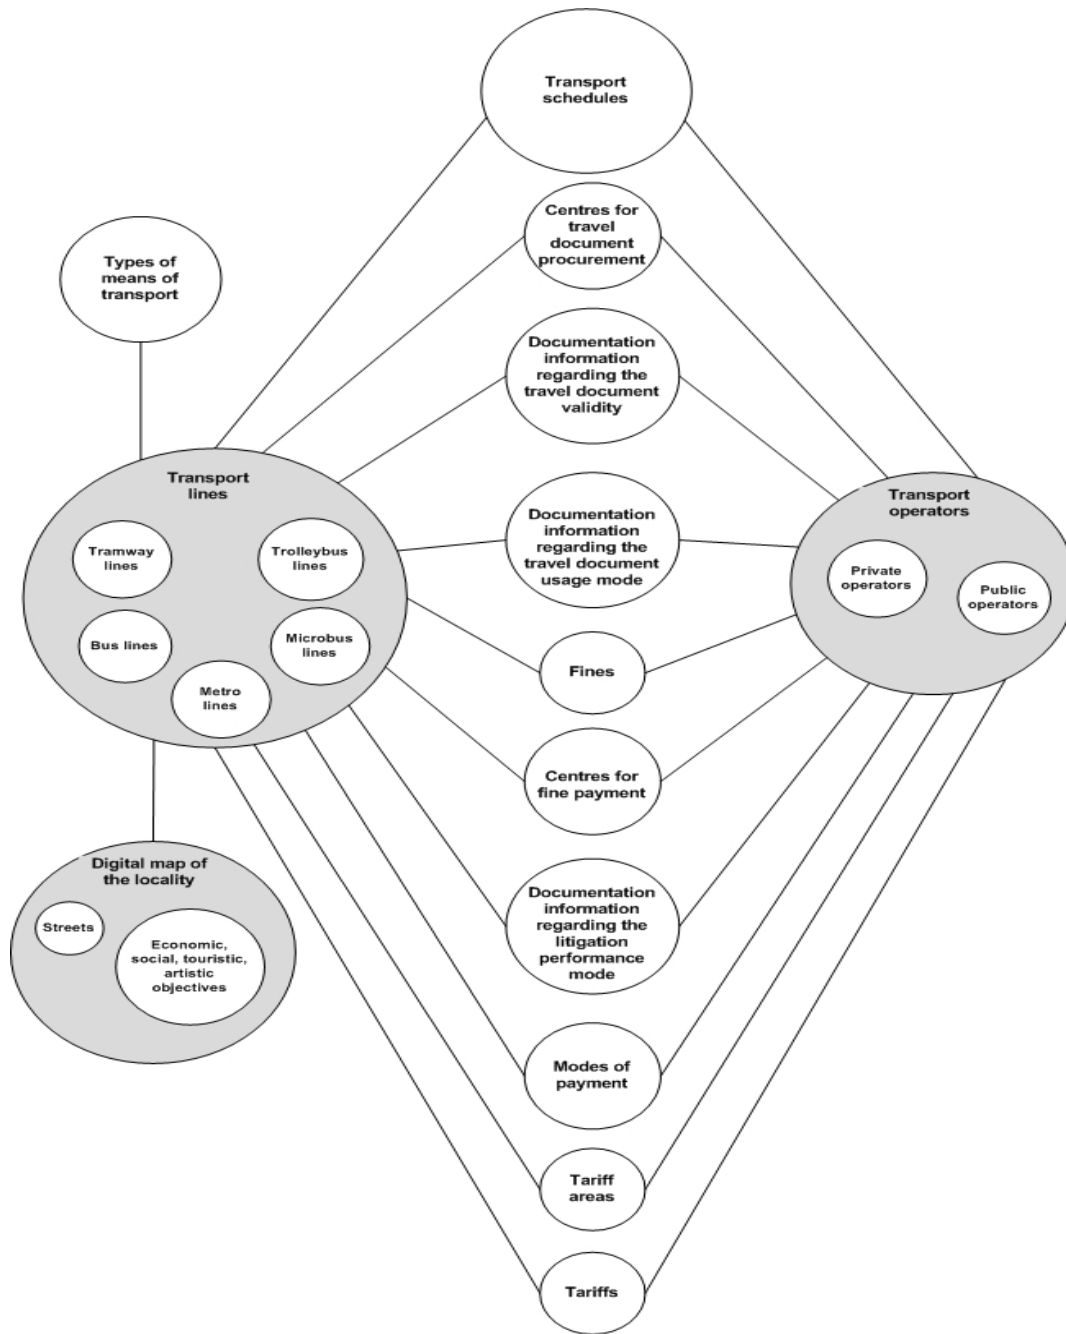 Transport
schedules
Centres for
travel
document
procurement
Types of
means of
transport
Documentation
information
regarding the
travel document
validity
Transport
lines
Tramway
lines
Trolleybus
lines
Bus lines
Microbus
lines
Metro
lines
Documentation
information
regarding the
travel document
usage mode
Transport
operators
Private
operators
Public
operators
Fines
Centres for
fine payment
Digital map of
the locality
Streets
Economic,
social, touristic,
artistic
objectives
Documentation
information
regarding the
litigation
performance
mode
Modes of
payment
Tariff
areas
Tariffs